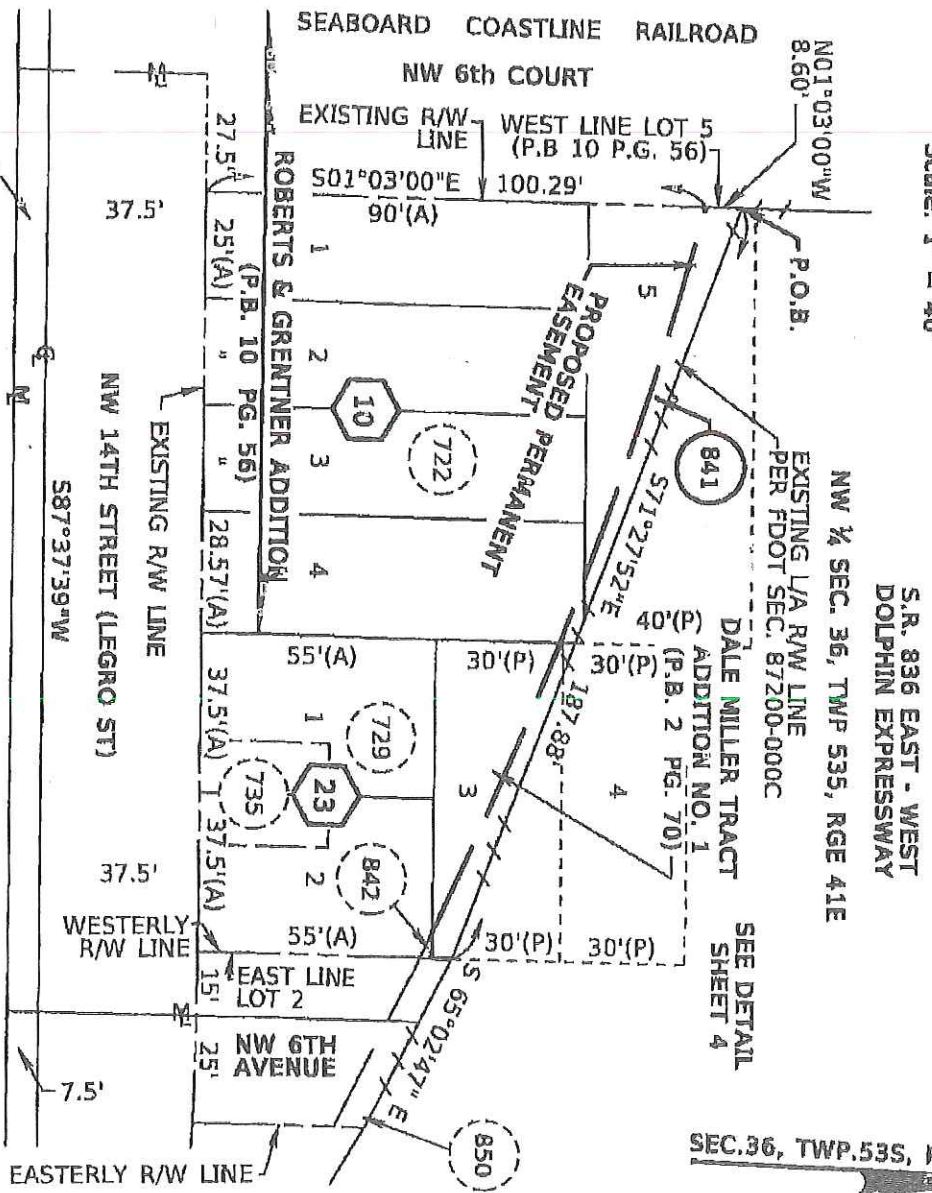 SEABOARD COASTLINE RAILROAD
NW 6th COURT
N01°03'00"W
8.60'
EXISTING R/W
LINE
WEST LINE LOT 5
(P.B 10 P.G. 56)
S01°03'00"E 100.29'
90'(A)
P.O.B.
S.R. 836 EAST - WEST
DOLPHIN EXPRESSWAY
NW ¼ SEC. 36, TWP 53S, RGE 41E
EXISTING L/A R/W LINE
PER FDOT SEC. 87200-000C
DALE MILLER TRACT
ADDITION NO. 1
(P.B. 2 PG. 70)
SEE DETAIL
SHEET 4
SEC.36, TWP.53S,
841
S71°27'52"E
187.88'
S 65°02'47" E
850
PROPOSED PERMANENT
EASEMENT
5
1
2
3
4
10
722
40'(P)
30'(P)
30'(P)
4
3
30'(P)
30'(P)
ROBERTS & GRENTNER ADDITION
(P.B. 10 PG. 56)
27.5'
25'(A)
"
"
28.57'(A)
37.5'(A)
37.5'(A)
15'
25'
55'(A)
55'(A)
1
2
729
23
735
842
WESTERLY
R/W LINE
EAST LINE
LOT 2
NW 6TH
AVENUE
EASTERLY R/W LINE
37.5'
37.5'
7.5'
EXISTING R/W LINE
NW 14TH STREET (LEGRO ST)
S87°37'39"W